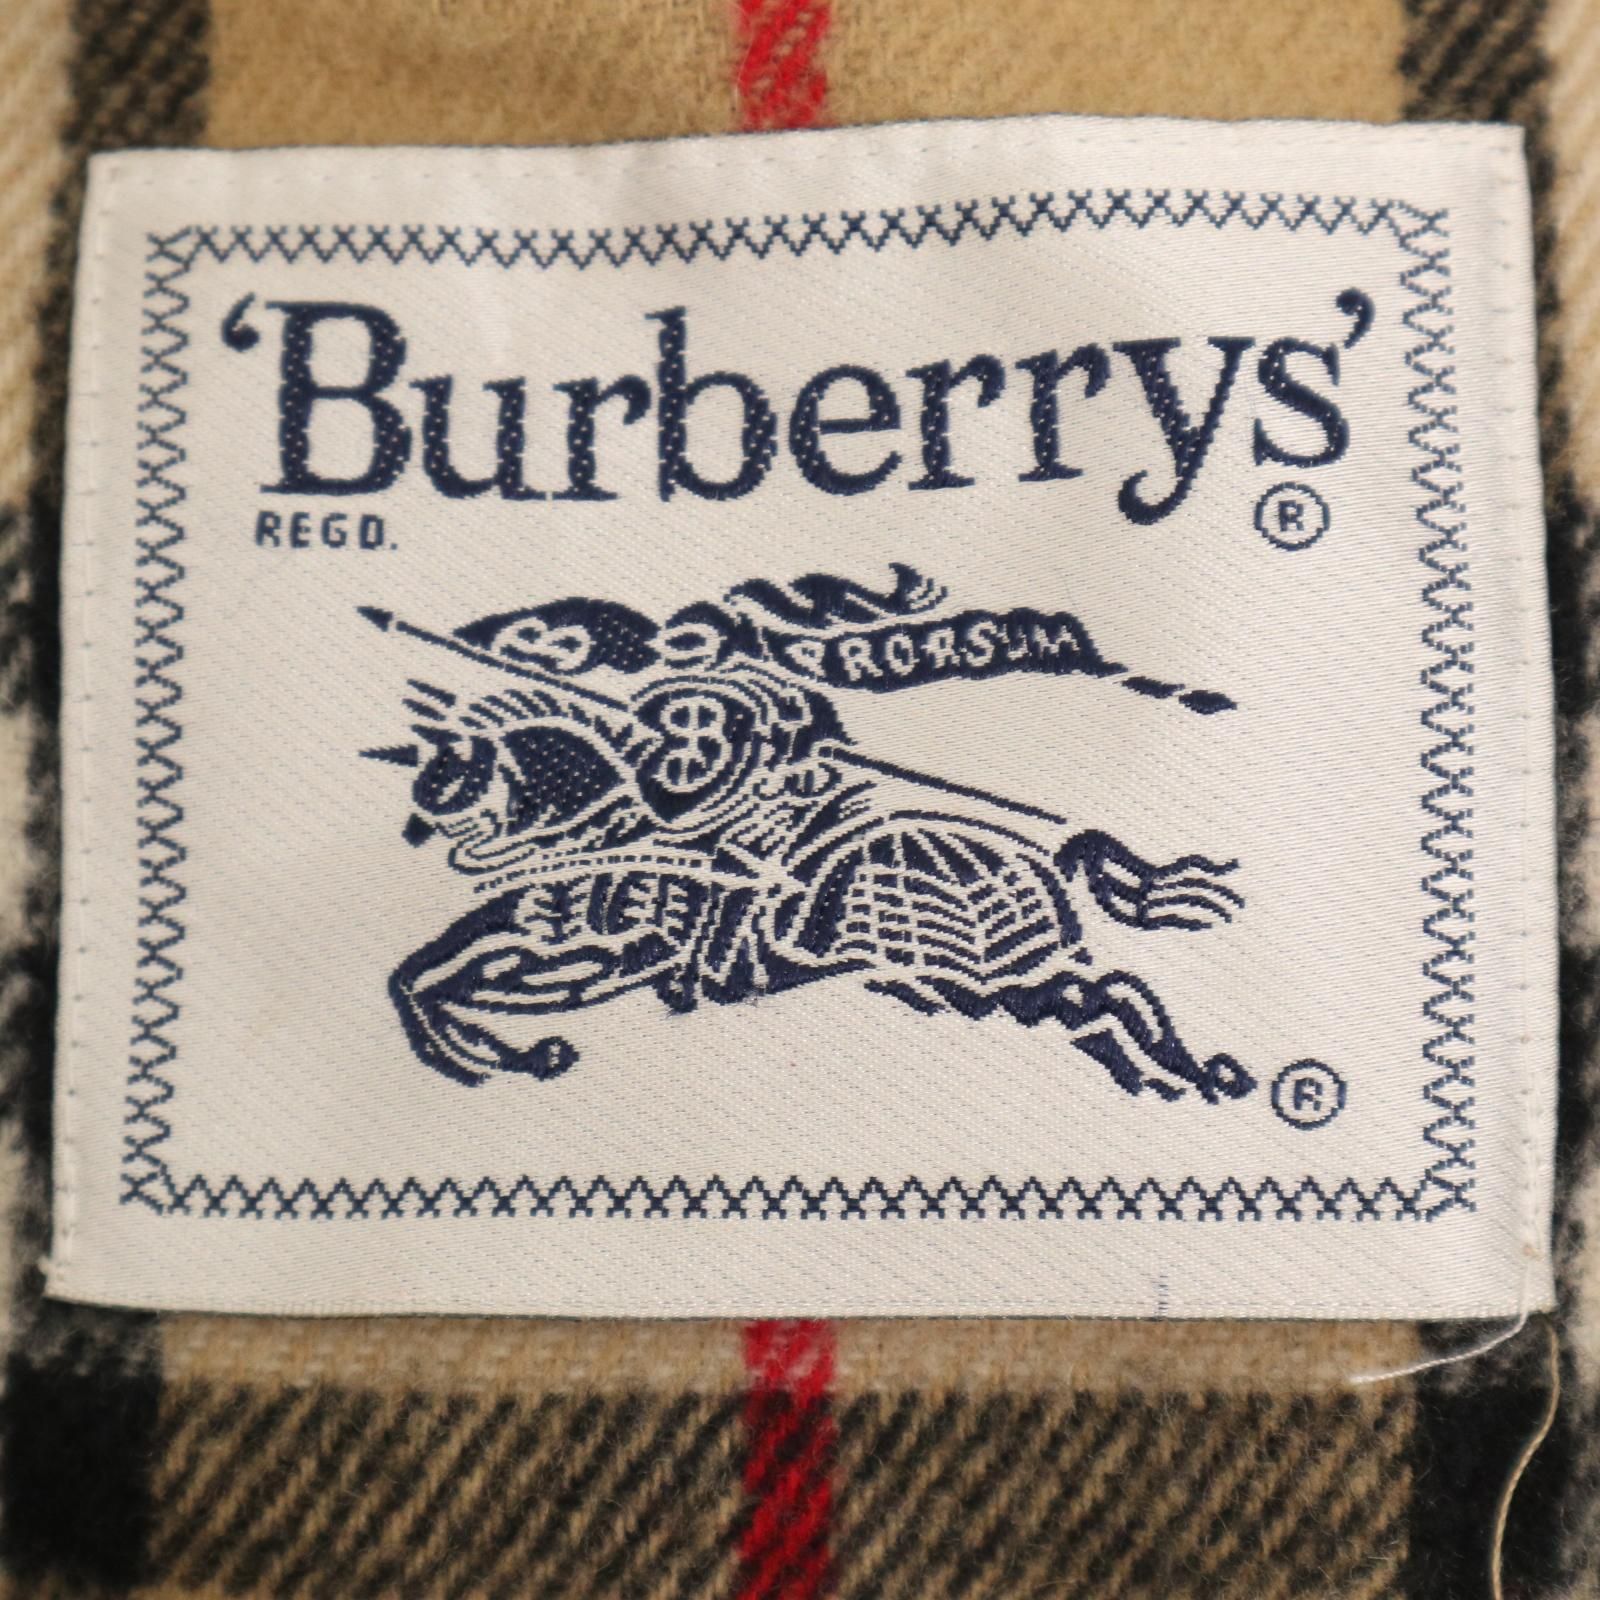 ‘Burberrys’
REGD. ®
PRORSUM
B
®